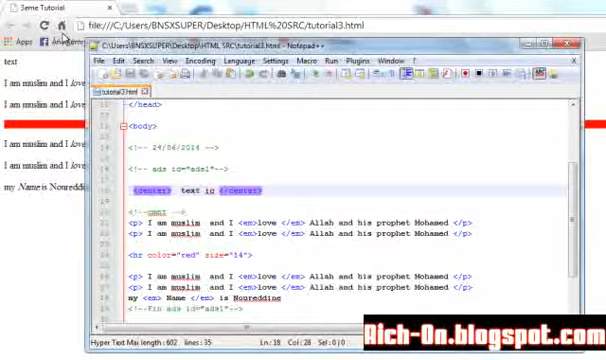 3eme Tutorial
file:///C:/Users/BNSXSUPER/Desktop/HTML%20SRC/tutorial3.html
Apps
text
I am muslim and I love
I am muslim and I love
I am muslim and I love
I am muslim and I love
my Name is Noureddine
C:\Users\BNSXSUPER\Desktop\HTML SRC\tutorial3.html - Notepad++
File Edit Search View Encoding Language Settings Macro Run Plugins Window ?
tutorial3.html
</head>
<body>
<!-- 24/06/2014 -->
<!-- ads id="ads1"-->
<center> text ic </center>
<p> I am muslim and I <em>love </em> Allah and his prophet Mohamed </p>
<p> I am muslim and I <em>love </em> Allah and his prophet Mohamed </p>
<hr color="red" size="14">
<p> I am muslim and I <em>love </em> Allah and his prophet Mohamed </p>
<p> I am muslim and I <em>love </em> Allah and his prophet Mohamed </p>
my <em> Name </em> is Noureddine
<!--Fin ads id="ads1"-->
Hyper Text Mar length : 602 lines : 35 Ln : 18 Col : 28 Sel : 0 | 0
Rich-On.blogspot.com